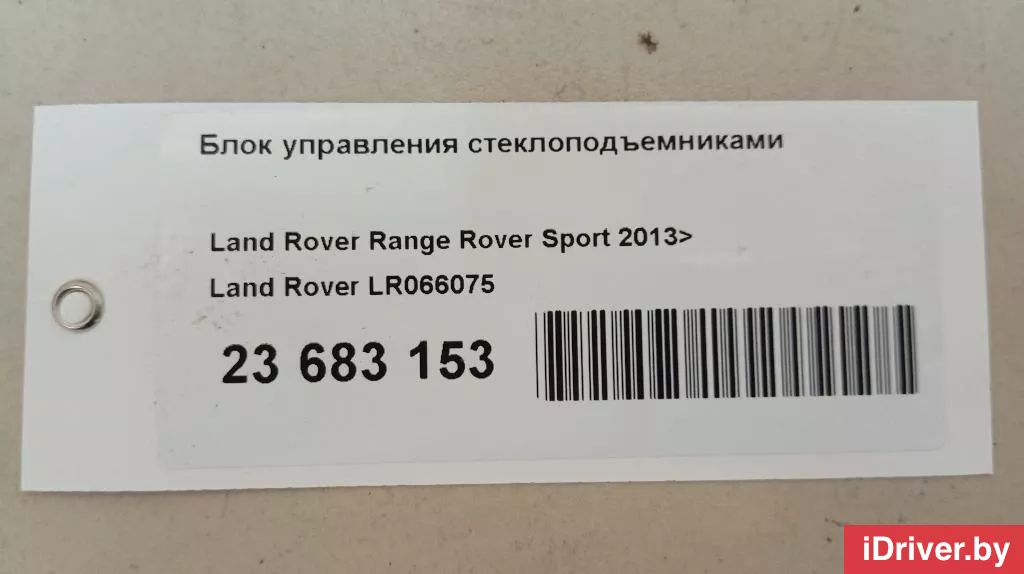 Блок управления стеклоподъемниками
Land Rover Range Rover Sport 2013>
Land Rover LR066075
23 683 153
iDriver.by